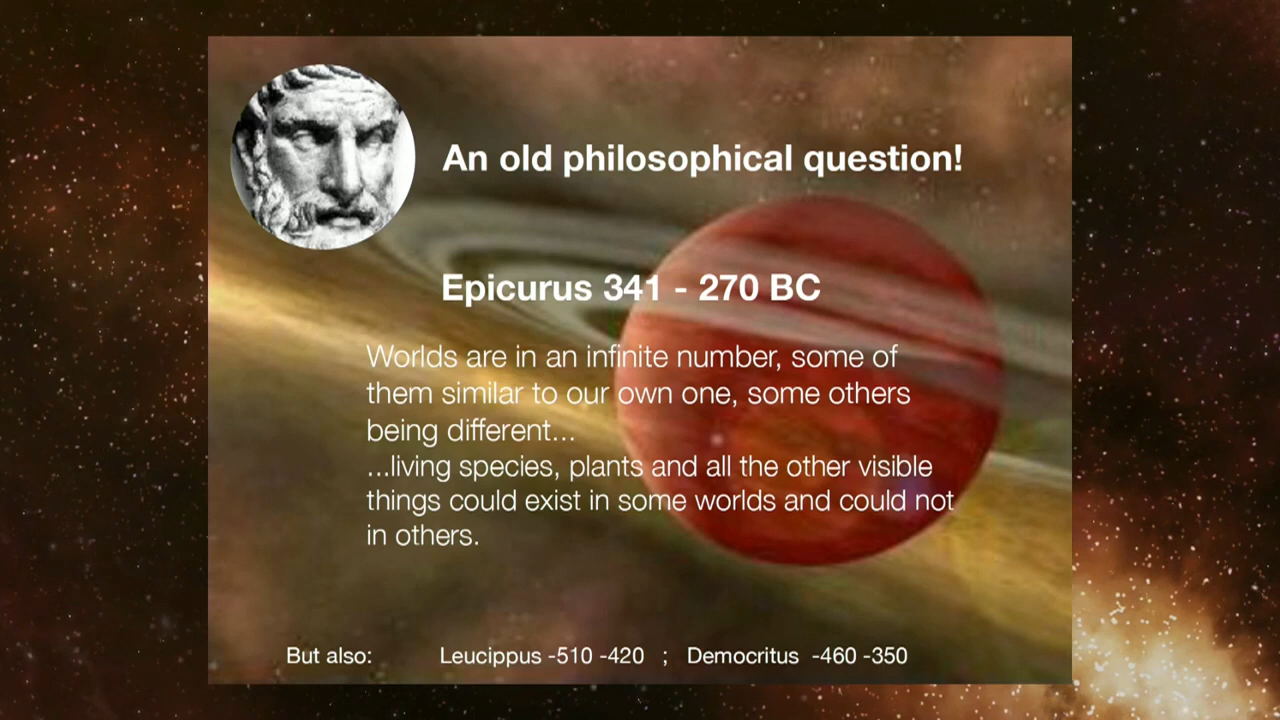 An old philosophical question!
Epicurus 341 - 270 BC
Worlds are in an infinite number, some of
them similar to our own one, some others
being different...
...living species, plants and all the other visible
things could exist in some worlds and could not
in others.
But also: Leucippus -510 -420 ; Democritus -460 -350